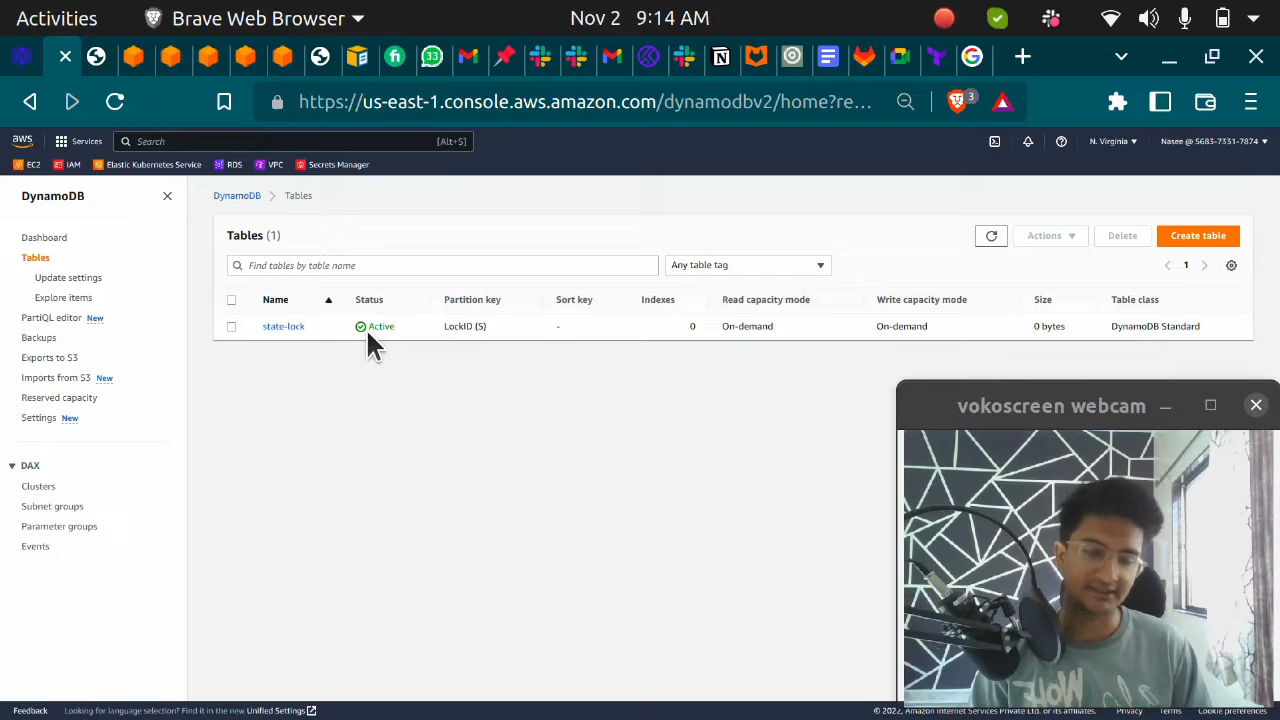 Activities
Brave Web Browser
Nov 2 9:14 AM
33
https://us-east-1.console.aws.amazon.com/dynamodbv2/home?re...
3
aws
Services
Search
[Alt+S]
N. Virginia
Nasee @ 5683-7331-7874
EC2
IAM
Elastic Kubernetes Service
RDS
VPC
Secrets Manager
DynamoDB
Dashboard
Tables
Update settings
Explore items
PartiQL editor New
Backups
Exports to S3
Imports from S3 New
Reserved capacity
Settings New
DAX
Clusters
Subnet groups
Parameter groups
Events
DynamoDB
Tables
Tables (1)
Actions
Delete
Create table
Find tables by table name
Any table tag
1
Name
Status
Partition key
Sort key
Indexes
Read capacity mode
Write capacity mode
Size
Table class
state-lock
Active
LockID (S)
-
0
On-demand
On-demand
0 bytes
DynamoDB Standard
vokoscreen webcam
Feedback
Looking for language selection? Find it in the new Unified Settings
© 2022, Amazon Internet Services Private Ltd. or its affiliates.
Privacy
Terms
Cookie preferences